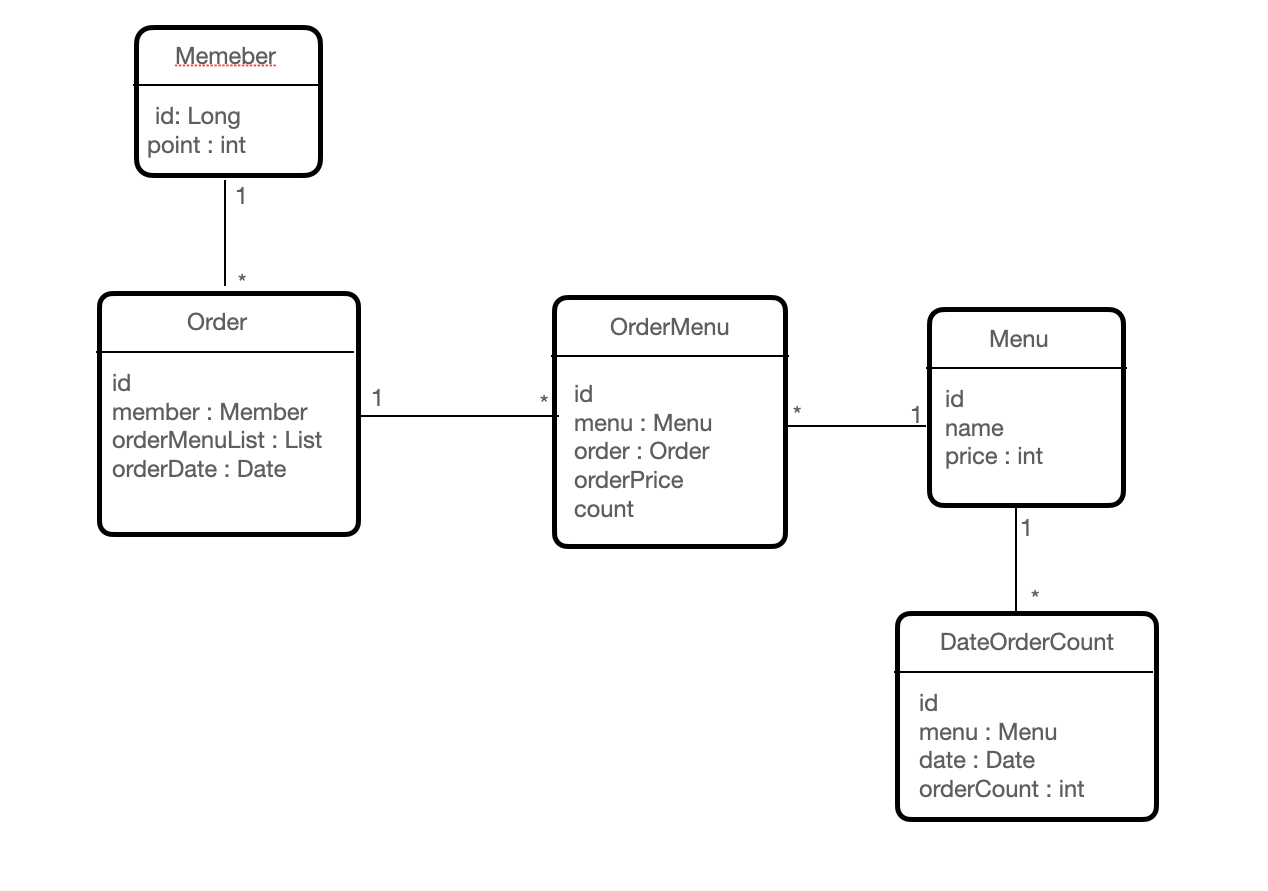 Memeber
id: Long
point : int
1
*
Order
id
member : Member
orderMenuList : List
orderDate : Date
1
*
OrderMenu
id
menu : Menu
order : Order
orderPrice
count
*
1
Menu
id
name
price : int
1
*
DateOrderCount
id
menu : Menu
date : Date
orderCount : int